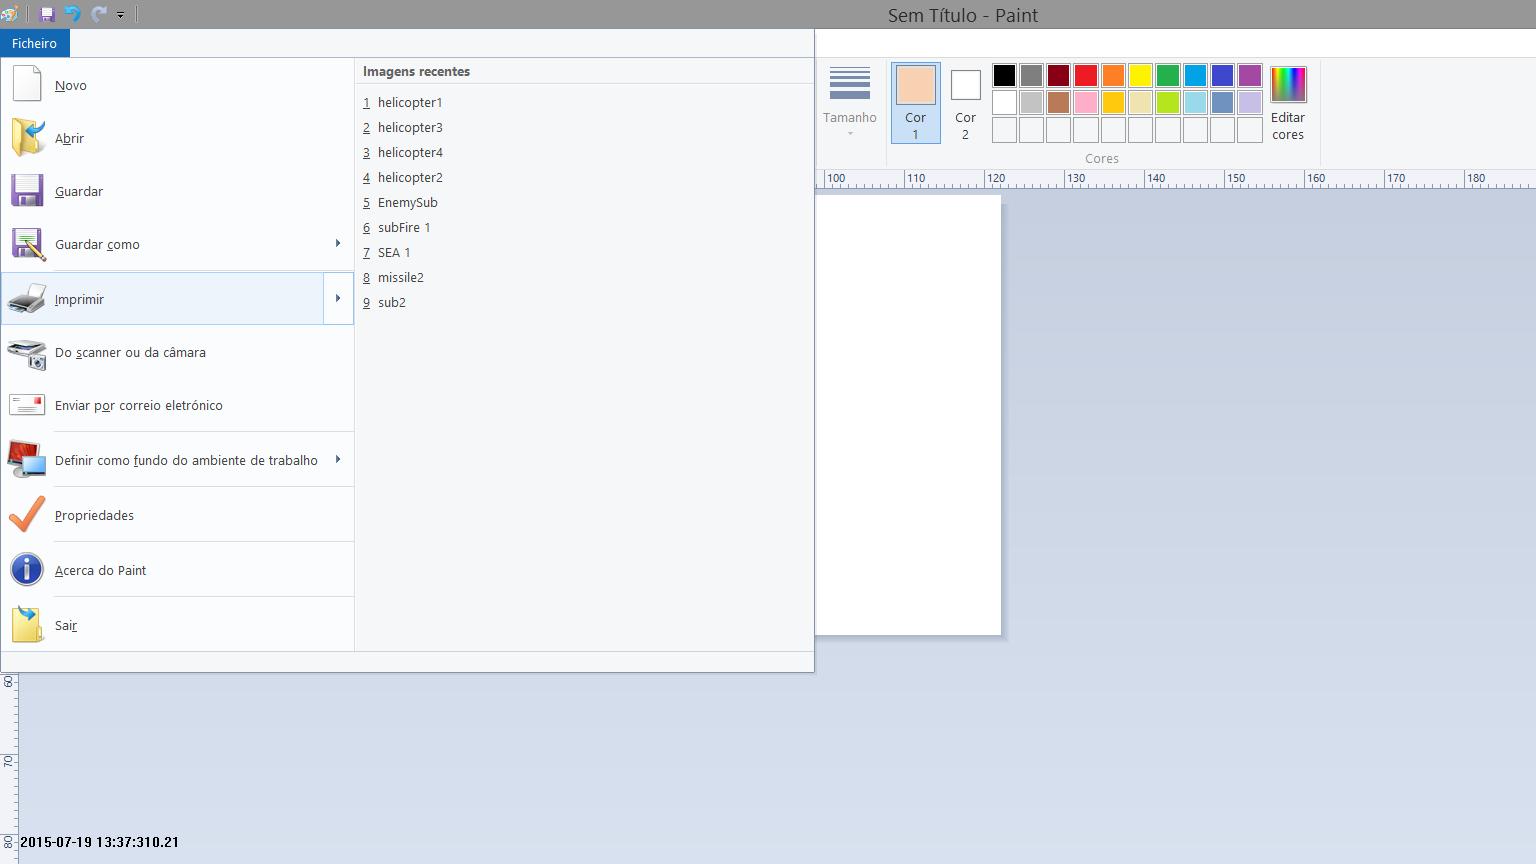 Sem Título - Paint
Ficheiro
Novo
Abrir
Guardar
Guardar como
Imprimir
Do scanner ou da câmara
Enviar por correio eletrónico
Definir como fundo do ambiente de trabalho
Propriedades
Acerca do Paint
Sair
Imagens recentes
1 helicopter1
2 helicopter3
3 helicopter4
4 helicopter2
5 EnemySub
6 subFire 1
7 SEA 1
8 missile2
9 sub2
Tamanho
Cor
1
Cor
2
Editar
cores
Cores
100 110 120 130 140 150 160 170 180
60
70
80
2015-07-19 13:37:310.21